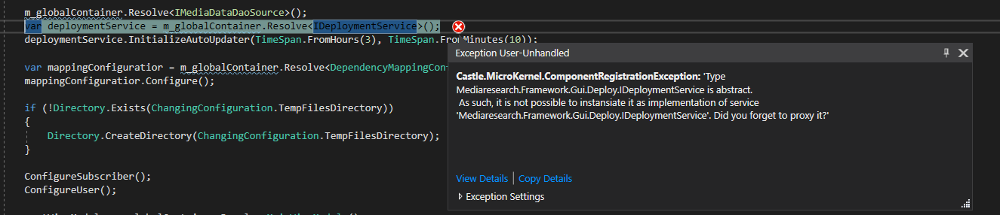 m_globalContainer.Resolve<IMediaDataDaoSource>();
var deploymentService = m_globalContainer.Resolve<IDeploymentService>();
deploymentService.InitializeAutoUpdater(TimeSpan.FromHours(3), TimeSpan.FromMinutes(10));
var mappingConfiguratior = m_globalContainer.Resolve<DependencyMappingConf
mappingConfiguratior.Configure();
if (!Directory.Exists(ChangingConfiguration.TempFilesDirectory))
{
Directory.CreateDirectory(ChangingConfiguration.TempFilesDirectory);
}
ConfigureSubscriber();
ConfigureUser();
Exception User-Unhandled
Castle.MicroKernel.ComponentRegistrationException: 'Type
Mediaresearch.Framework.Gui.Deploy.IDeploymentService is abstract.
As such, it is not possible to instansiate it as implementation of service
'Mediaresearch.Framework.Gui.Deploy.IDeploymentService'. Did you forget to proxy it?'
View Details | Copy Details
Exception Settings